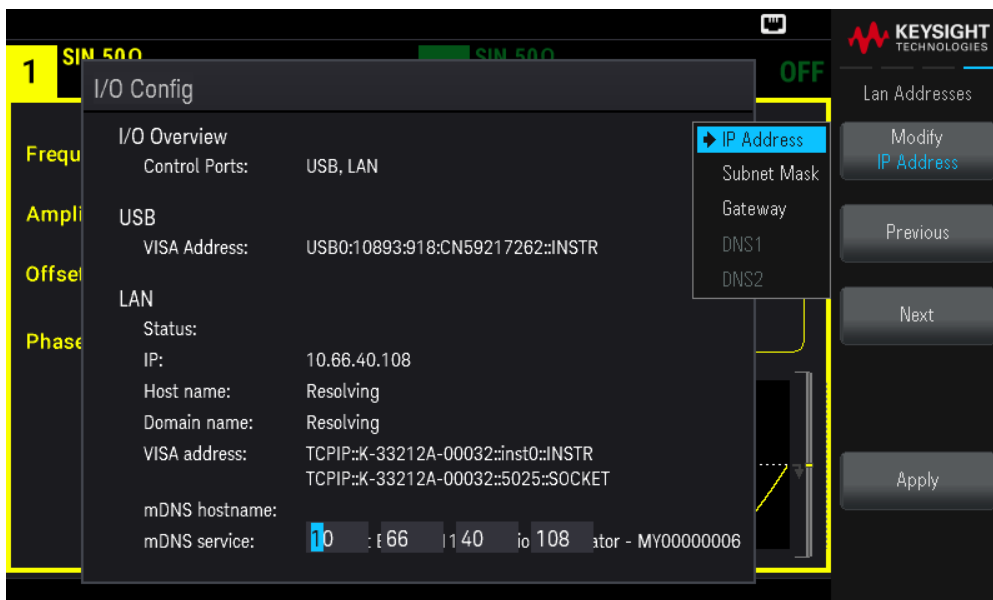 KEYSIGHT
TECHNOLOGIES
1
SIN 50Ω
SIN 50Ω
OFF
I/O Config
Lan Addresses
I/O Overview
Control Ports: USB, LAN
IP Address
Subnet Mask
Gateway
DNS1
DNS2
Modify
IP Address
Previous
Next
Apply
Frequ
Ampli
Offset
Phase
USB
VISA Address: USB0:10893:918:CN59217262::INSTR
LAN
Status:
IP: 10.66.40.108
Host name: Resolving
Domain name: Resolving
VISA address: TCPIP::K-33212A-00032::inst0::INSTR
TCPIP::K-33212A-00032::5025::SOCKET
mDNS hostname:
mDNS service: 10 66 40 108 ator - MY00000006